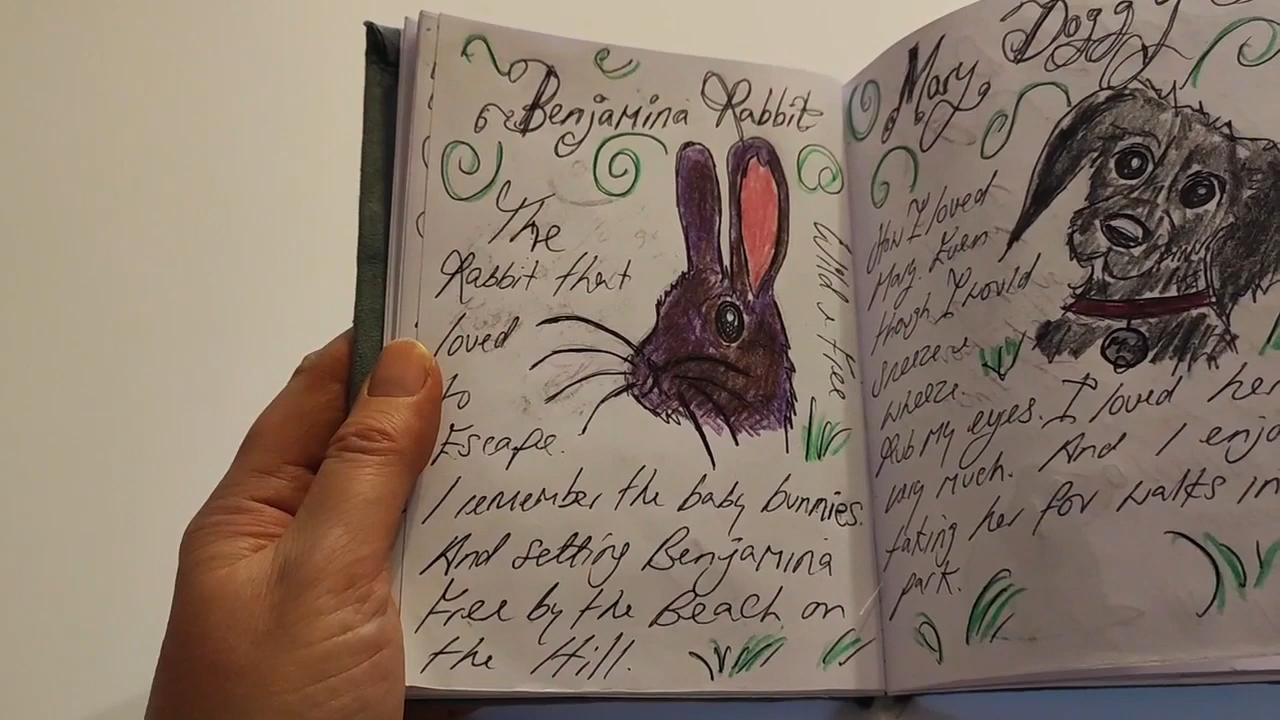 Benjamina Rabbit
The
Rabbit that
loved
to
Escape.
Wild & Free
I remember the baby bunnies.
And setting Benjamina
Free by the Beach on
the Hill.
Mary Doggy
How I loved
Mary. Even
though I would
sneeze &
wheeze.
Rub My eyes. I loved her
very much. And I enjo
taking her for walks in
park.